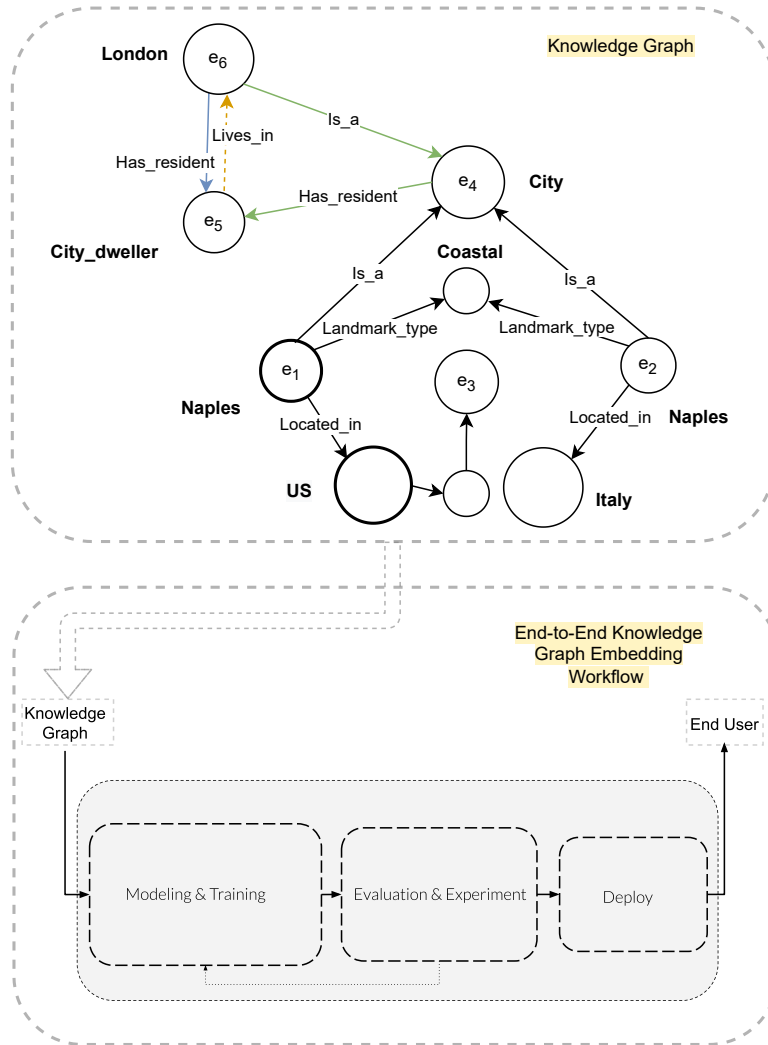 London
e6
Knowledge Graph
Is_a
Lives_in
Has_resident
e4
City
Has_resident
e5
City_dweller
Coastal
Is_a
Is_a
Landmark_type
Landmark_type
e1
e3
e2
Naples
Located_in
Located_in
Naples
US
Italy
End-to-End Knowledge
Graph Embedding
Workflow
Knowledge
Graph
End User
Modeling & Training
Evaluation & Experiment
Deploy